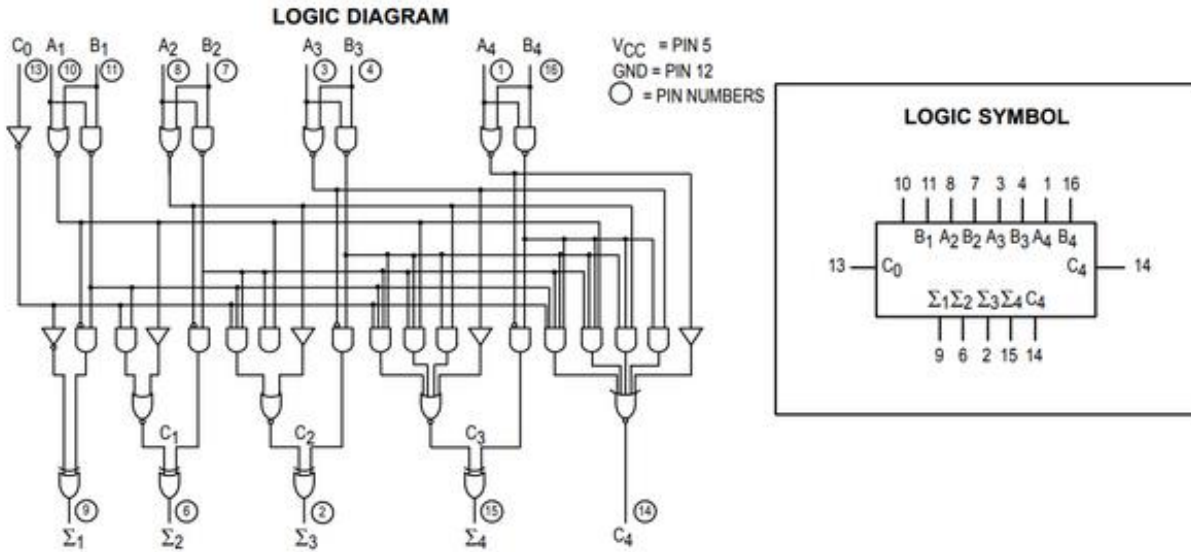 LOGIC DIAGRAM
C0 A1 B1 A2 B2 A3 B3 A4 B4
13 10 11 8 7 3 4 1 16
VCC = PIN 5
GND = PIN 12
= PIN NUMBERS
C1 C2 C3
9 6 2 15 14
Σ1 Σ2 Σ3 Σ4 C4
LOGIC SYMBOL
10 11 8 7 3 4 1 16
B1 A2 B2 A3 B3 A4 B4
13 C0 C4 14
Σ1 Σ2 Σ3 Σ4 C4
9 6 2 15 14